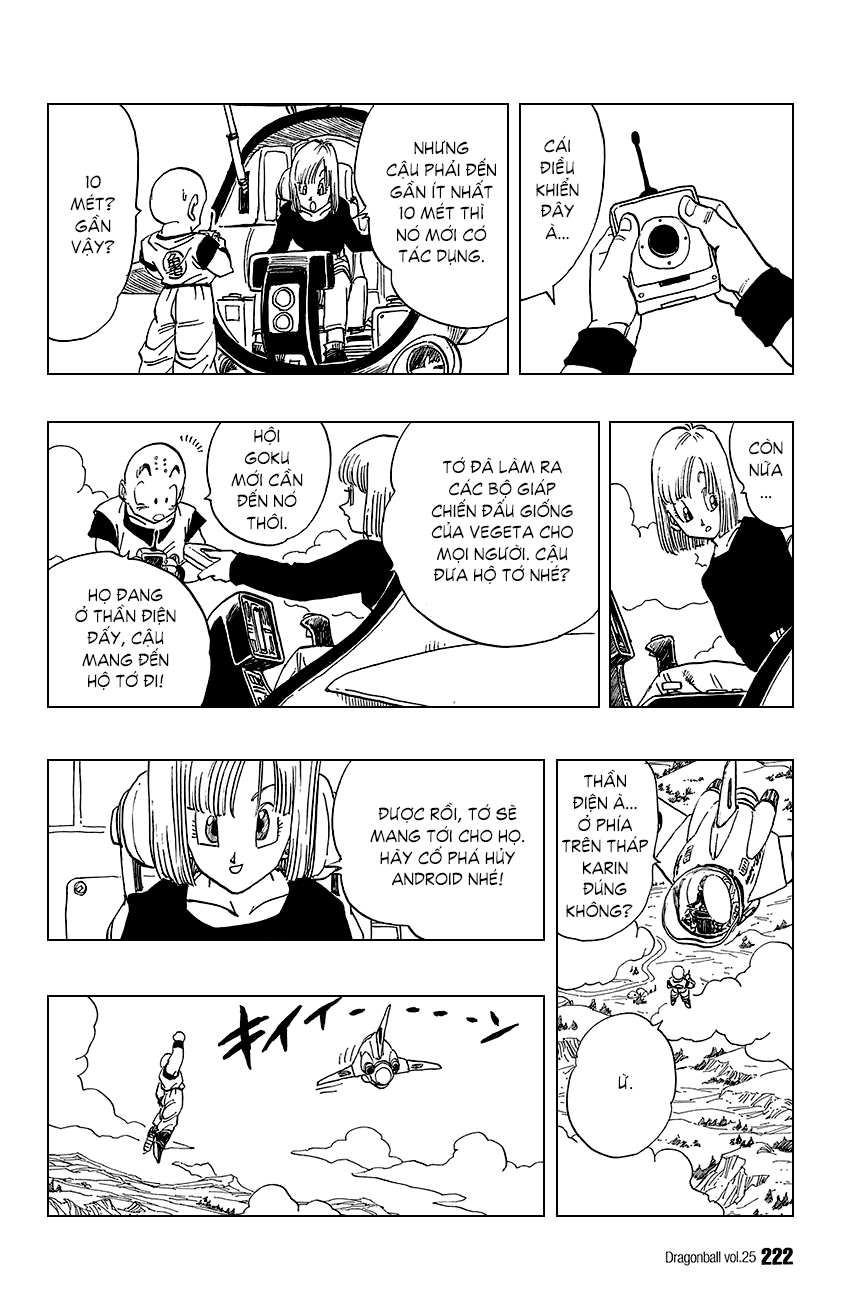 CÁI
ĐIỀU
KHIỂN
ĐÂY
À...
NHƯNG
CẬU PHẢI ĐẾN
GẦN ÍT NHẤT
10 MÉT THÌ
NÓ MỚI CÓ
TÁC DỤNG.
10
MÉT?
GẦN
VẬY?
CÒN
NỮA
...
TỚ ĐÃ LÀM RA
CÁC BỘ GIÁP
CHIẾN ĐẤU GIỐNG
CỦA VEGETA CHO
MỌI NGƯỜI. CẬU
ĐƯA HỘ TỚ NHÉ?
HỘI
GOKU
MỚI CẦN
ĐẾN NÓ
THÔI.
HỌ ĐANG
Ở THẦN ĐIỆN
ĐẤY, CẬU
MANG ĐẾN
HỘ TỚ ĐI!
THẦN
ĐIỆN À...
Ở PHÍA
TRÊN THÁP
KARIN
ĐÚNG
KHÔNG?
Ừ.
ĐƯỢC RỒI, TỚ SẼ
MANG TỚI CHO HỌ.
HÃY CỐ PHÁ HỦY
ANDROID NHÉ!
キイイーーン
Dragonball vol.25 222